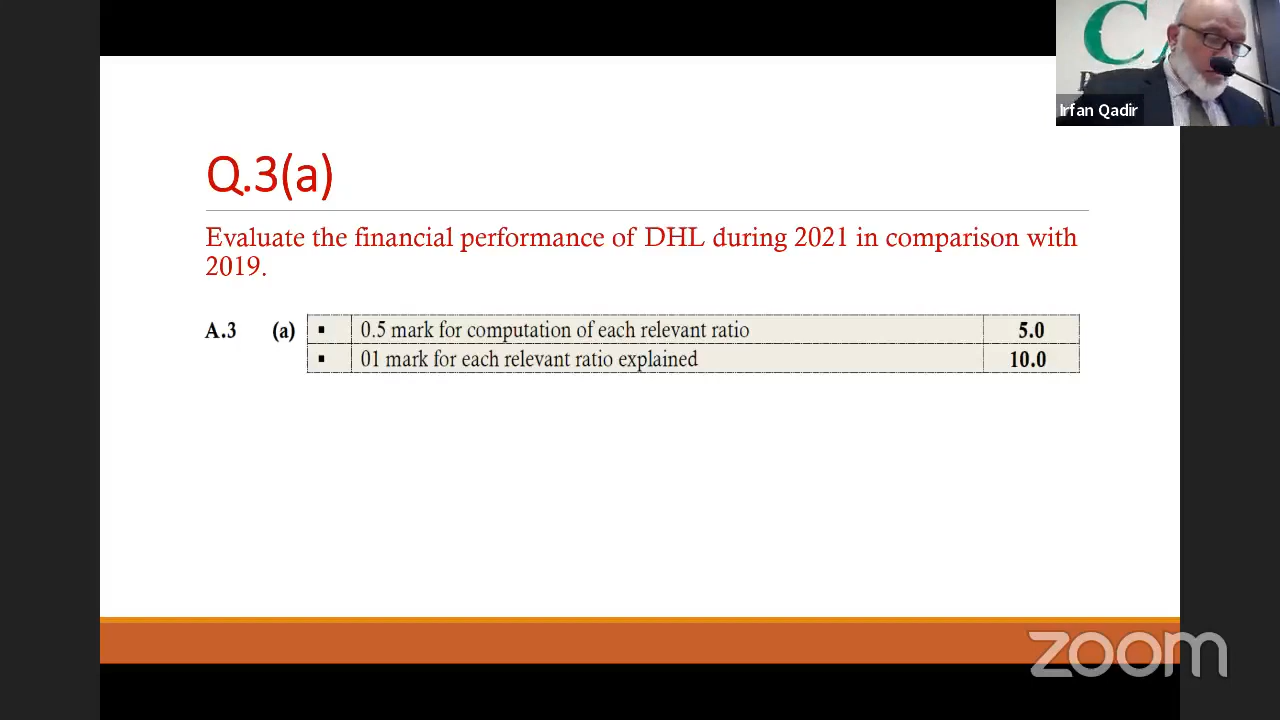 CA
Irfan Qadir
Q.3(a)
Evaluate the financial performance of DHL during 2021 in comparison with
2019.
A.3 (a) ▪ 0.5 mark for computation of each relevant ratio 5.0
▪ 01 mark for each relevant ratio explained 10.0
zoom